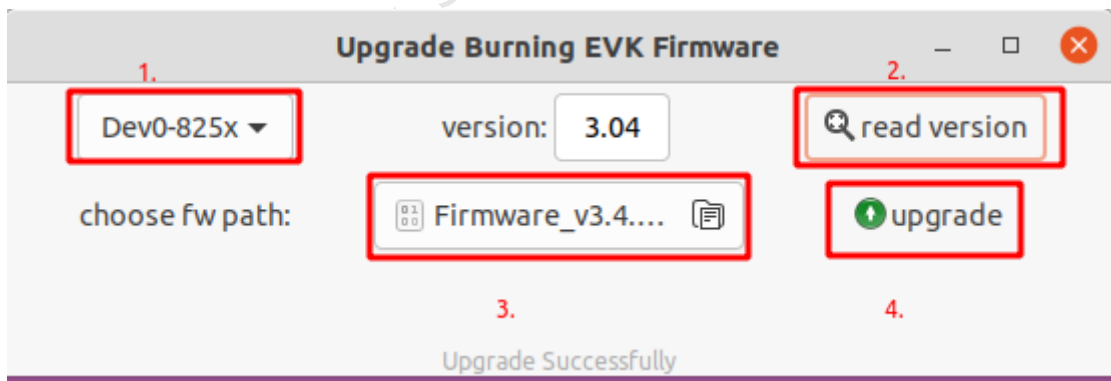 Upgrade Burning EVK Firmware
1.
2.
Dev0-825x
version:
3.04
read version
choose fw path:
Firmware_v3.4....
upgrade
3.
4.
Upgrade Successfully